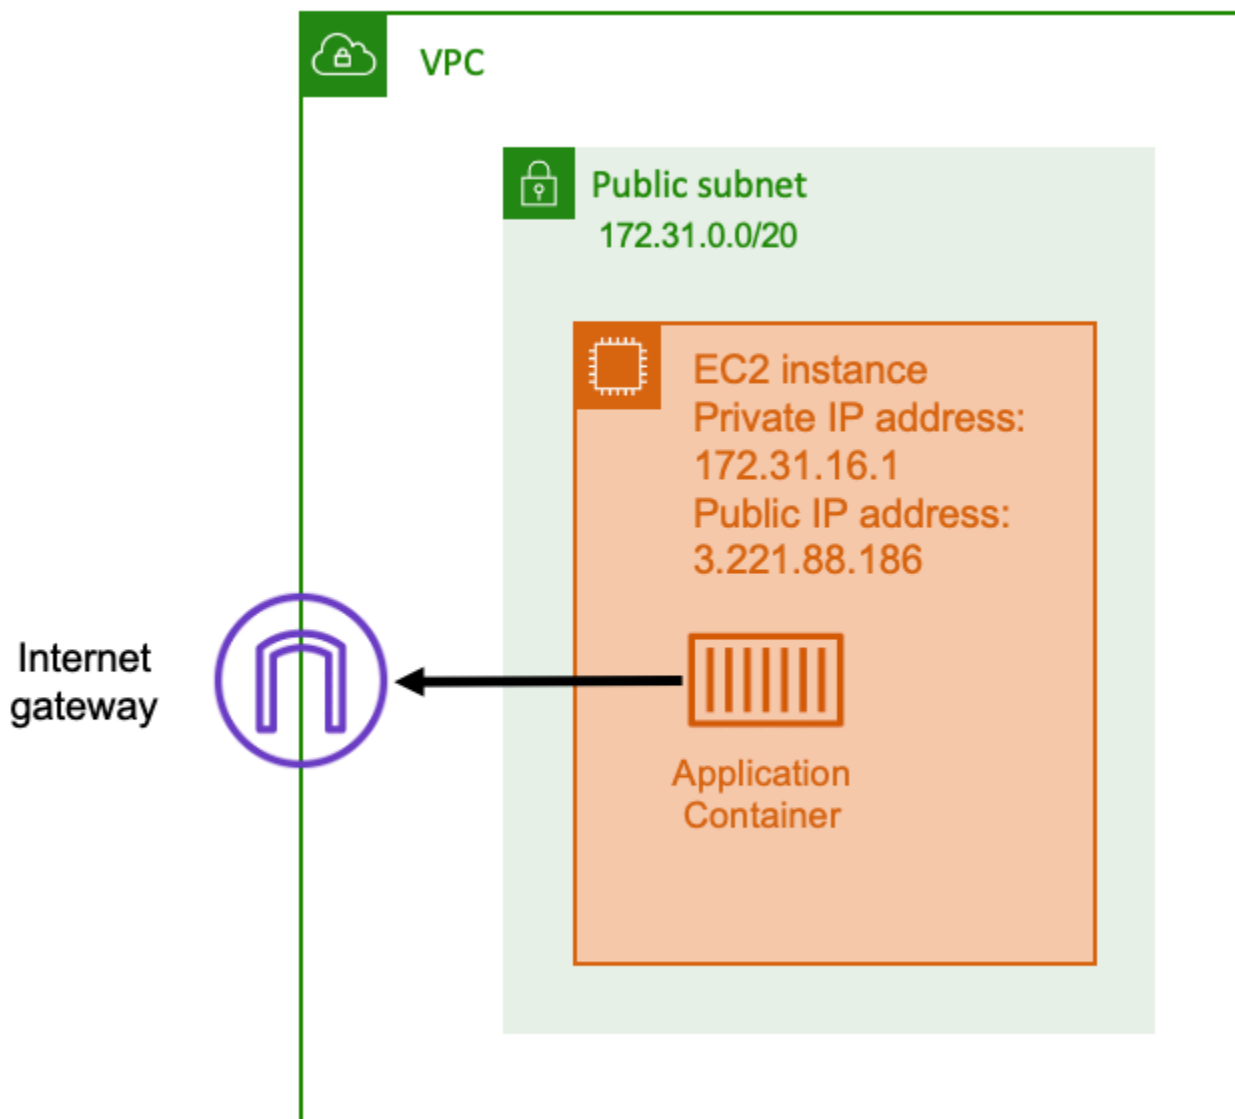 VPC
Public subnet
172.31.0.0/20
EC2 instance
Private IP address:
172.31.16.1
Public IP address:
3.221.88.186
Internet
gateway
Application
Container